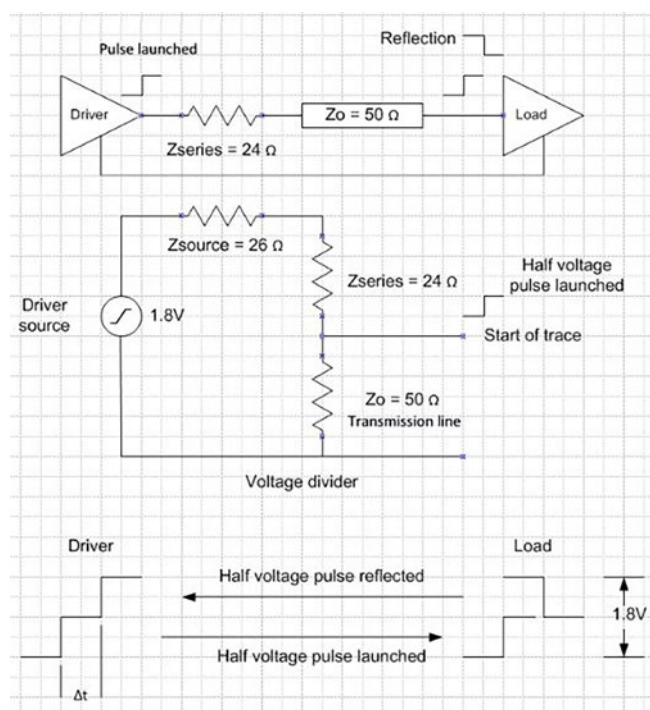 Pulse launched
Reflection
Driver
Zo = 50 Ω
Load
Zseries = 24 Ω
Zsource = 26 Ω
Zseries = 24 Ω
Half voltage
pulse launched
Driver
source
1.8V
Start of trace
Zo = 50 Ω
Transmission line
Voltage divider
Driver
Load
Half voltage pulse reflected
1.8V
Half voltage pulse launched
Δt